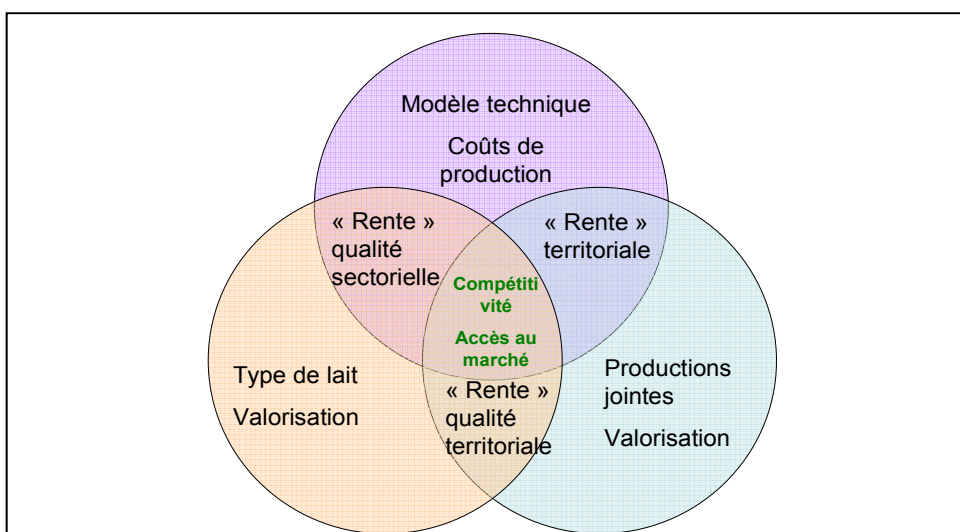 Modèle technique
Coûts de
production
« Rente »
qualité
sectorielle
« Rente »
territoriale
Compétiti
vité
Accès au
marché
Type de lait
Valorisation
« Rente »
qualité
territoriale
Productions
jointes
Valorisation